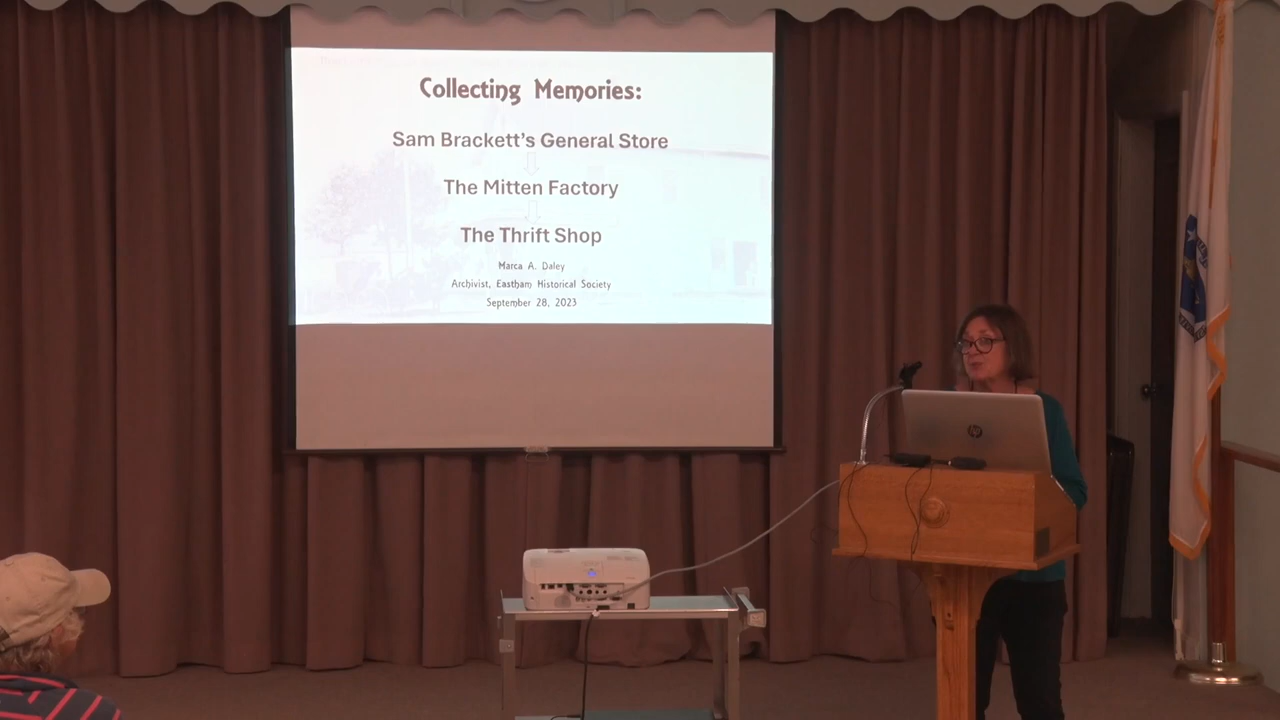 Collecting Memories:
Sam Brackett's General Store
The Mitten Factory
The Thrift Shop
Marca A. Daley
Archivist, Eastham Historical Society
September 28, 2023
hp